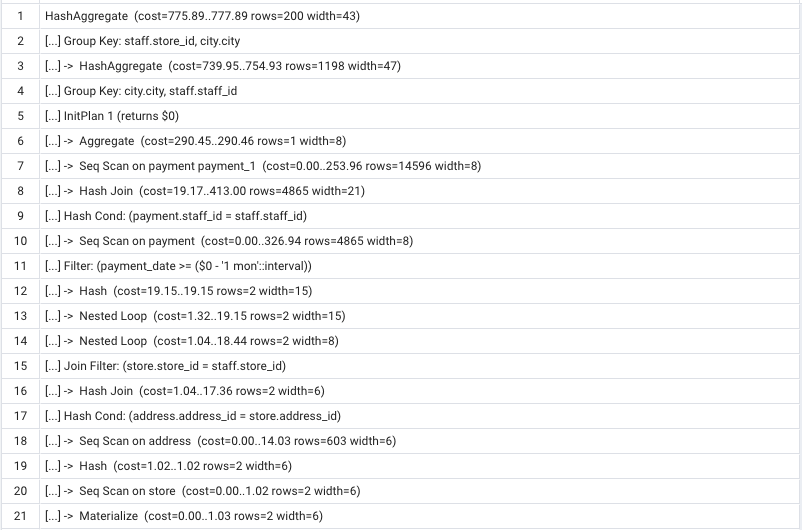 1 HashAggregate (cost=775.89..777.89 rows=200 width=43)
2 [...] Group Key: staff.store_id, city.city
3 [...] -> HashAggregate (cost=739.95..754.93 rows=1198 width=47)
4 [...] Group Key: city.city, staff.staff_id
5 [...] InitPlan 1 (returns $0)
6 [...] -> Aggregate (cost=290.45..290.46 rows=1 width=8)
7 [...] -> Seq Scan on payment payment_1 (cost=0.00..253.96 rows=14596 width=8)
8 [...] -> Hash Join (cost=19.17..413.00 rows=4865 width=21)
9 [...] Hash Cond: (payment.staff_id = staff.staff_id)
10 [...] -> Seq Scan on payment (cost=0.00..326.94 rows=4865 width=8)
11 [...] Filter: (payment_date >= ($0 - '1 mon'::interval))
12 [...] -> Hash (cost=19.15..19.15 rows=2 width=15)
13 [...] -> Nested Loop (cost=1.32..19.15 rows=2 width=15)
14 [...] -> Nested Loop (cost=1.04..18.44 rows=2 width=8)
15 [...] Join Filter: (store.store_id = staff.store_id)
16 [...] -> Hash Join (cost=1.04..17.36 rows=2 width=6)
17 [...] Hash Cond: (address.address_id = store.address_id)
18 [...] -> Seq Scan on address (cost=0.00..14.03 rows=603 width=6)
19 [...] -> Hash (cost=1.02..1.02 rows=2 width=6)
20 [...] -> Seq Scan on store (cost=0.00..1.02 rows=2 width=6)
21 [...] -> Materialize (cost=0.00..1.03 rows=2 width=6)